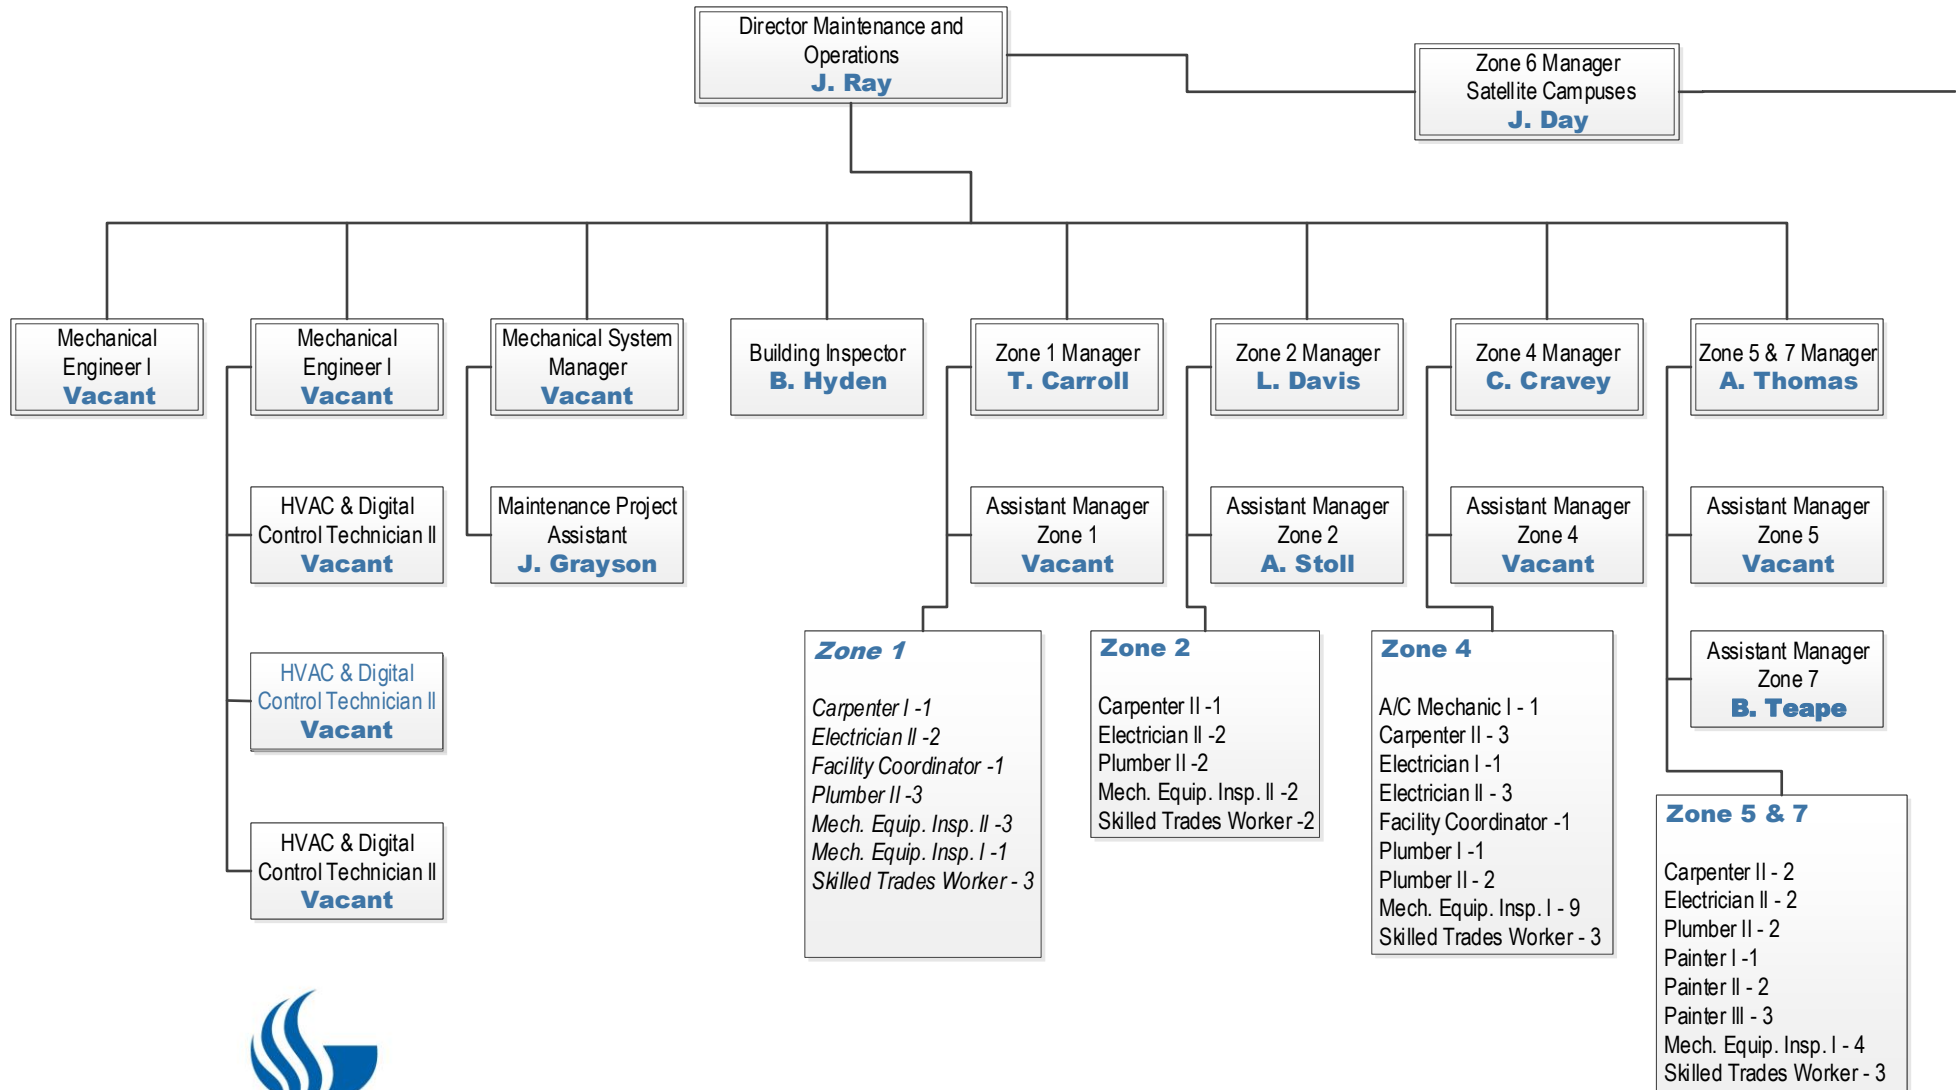 Director Maintenance and
Operations
J. Ray
Zone 6 Manager
Satellite Campuses
J. Day
Mechanical
Engineer I
Vacant
Mechanical
Engineer I
Vacant
Mechanical System
Manager
Vacant
Building Inspector
B. Hyden
Zone 1 Manager
T. Carroll
Zone 2 Manager
L. Davis
Zone 4 Manager
C. Cravey
Zone 5 & 7 Manager
A. Thomas
HVAC & Digital
Control Technician II
Vacant
Maintenance Project
Assistant
J. Grayson
Assistant Manager
Zone 1
Vacant
Assistant Manager
Zone 2
A. Stoll
Assistant Manager
Zone 4
Vacant
Assistant Manager
Zone 5
Vacant
HVAC & Digital
Control Technician II
Vacant
Assistant Manager
Zone 7
B. Teape
HVAC & Digital
Control Technician II
Vacant
Zone 1
Carpenter I -1
Electrician II -2
Facility Coordinator -1
Plumber II -3
Mech. Equip. Insp. II -3
Mech. Equip. Insp. I -1
Skilled Trades Worker - 3
Zone 2
Carpenter II -1
Electrician II -2
Plumber II -2
Mech. Equip. Insp. II -2
Skilled Trades Worker -2
Zone 4
A/C Mechanic I - 1
Carpenter II - 3
Electrician I -1
Electrician II - 3
Facility Coordinator -1
Plumber I -1
Plumber II - 2
Mech. Equip. Insp. I - 9
Skilled Trades Worker - 3
Zone 5 & 7
Carpenter II - 2
Electrician II - 2
Plumber II - 2
Painter I -1
Painter II - 2
Painter III - 3
Mech. Equip. Insp. I - 4
Skilled Trades Worker - 3